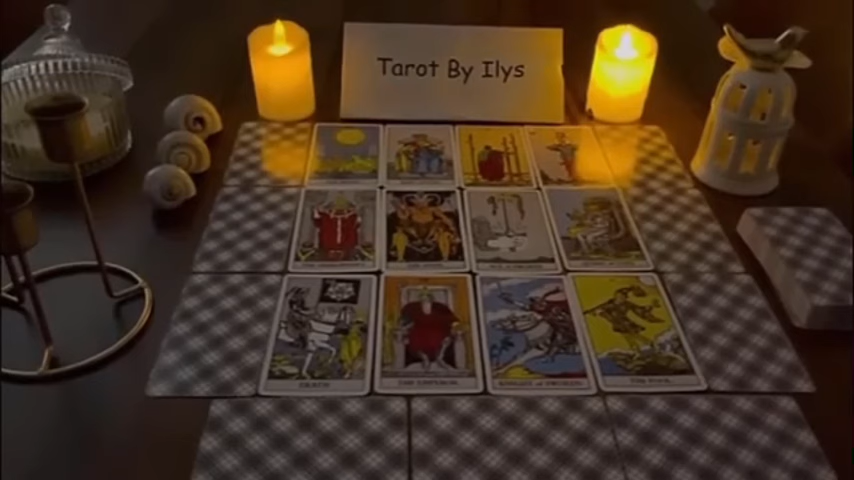 Tarot By Ilys
DEATH
THE EMPEROR
KNIGHT of SWORDS
THE FOOL